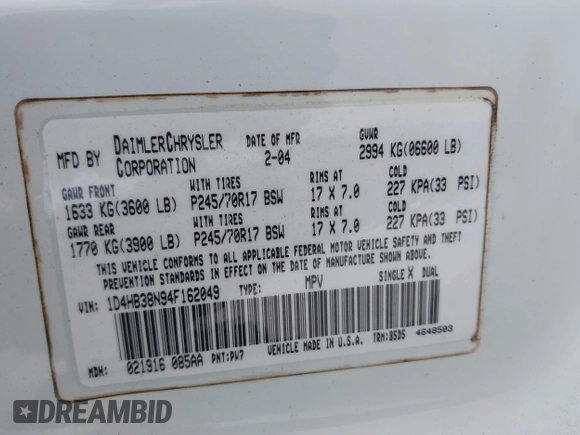 MFD BY DAIMLERCHRYSLER CORPORATION DATE OF MFR 2-04 GVWR 2994 KG(06600 LB)
GAWR FRONT WITH TIRES RIMS AT COLD
1633 KG(3600 LB) P245/70R17 BSW 17 X 7.0 227 KPA(33 PSI)
GAWR REAR WITH TIRES RIMS AT COLD
1770 KG(3900 LB) P245/70R17 BSW 17 X 7.0 227 KPA(33 PSI)
THIS VEHICLE CONFORMS TO ALL APPLICABLE FEDERAL MOTOR VEHICLE SAFETY AND THEFT
PREVENTION STANDARDS IN EFFECT ON THE DATE OF MANUFACTURE SHOWN ABOVE.
VIN: 1D4HB38N94F162049 TYPE: MPV SINGLE X DUAL
MDH: 021916 085AA PNT: PW7 VEHICLE MADE IN U.S.A. TRM: B5D5 4648503
DREAMBID